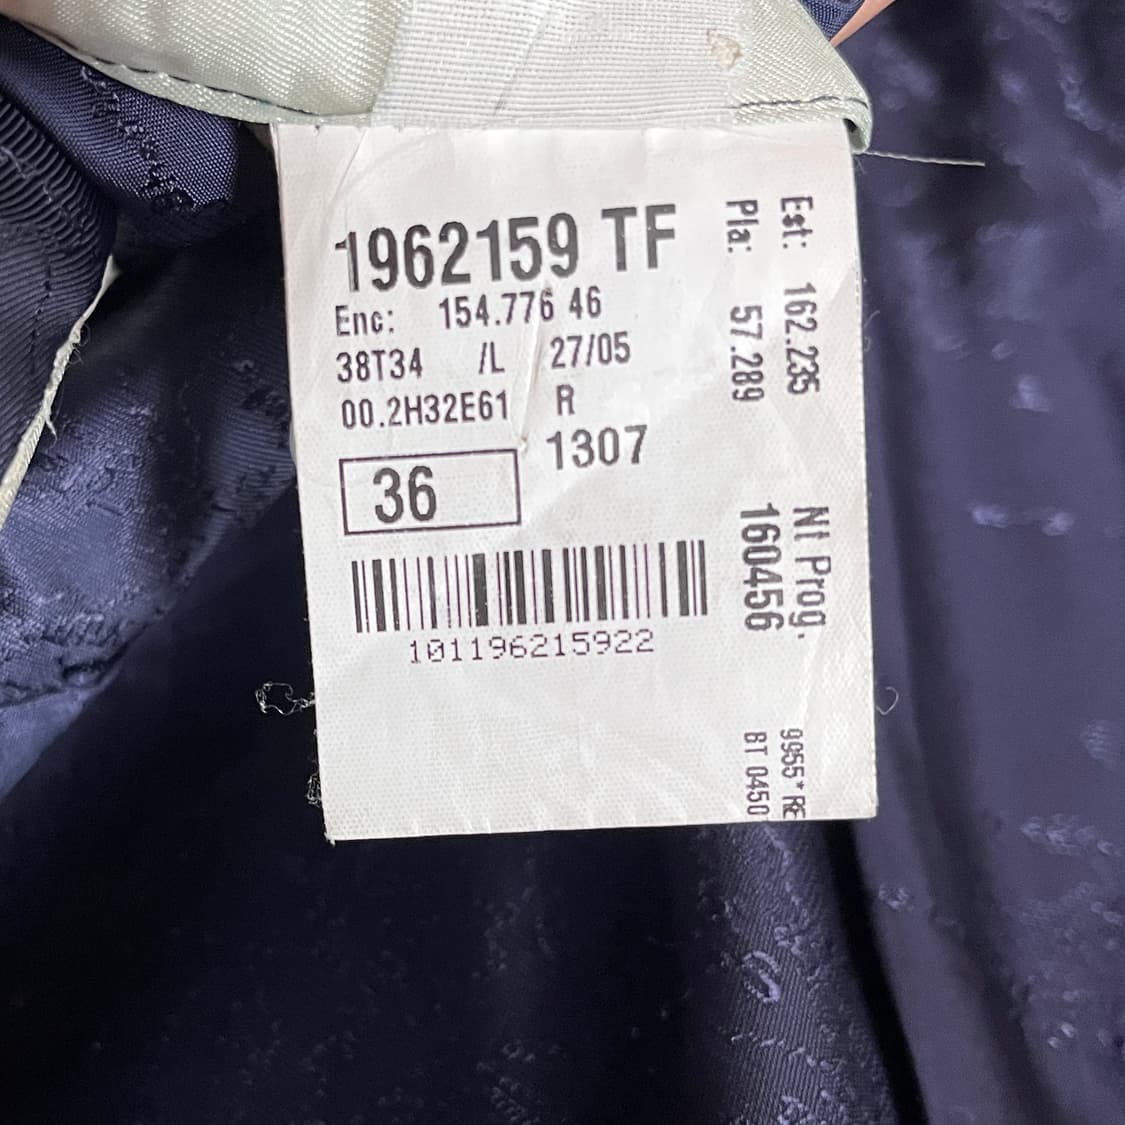 1962159 TF
Enc: 154.776 46
38T34 /L 27/05
00.2H32E61 R
1307
36
101196215922
Est: 162.235
Pla: 57.289
Nt Prog.
160456
9955*RE
BT 0450